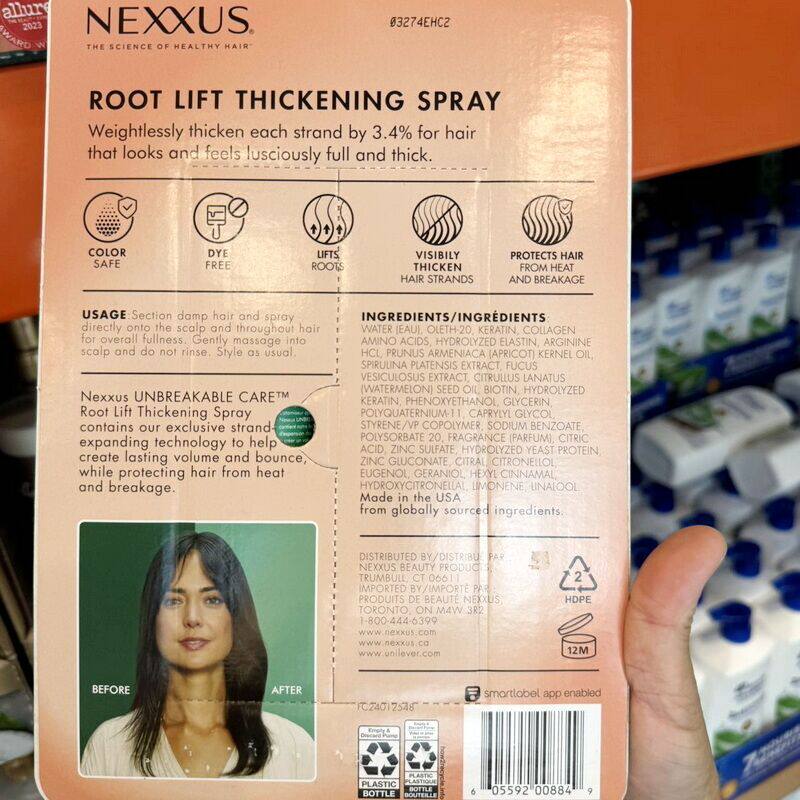 allure
2023
03274EHC2
NEXXUS®
THE SCIENCE OF HEALTHY HAIR™
ROOT LIFT THICKENING SPRAY
Weightlessly thicken each strand by 3.4% for hair
that looks and feels lusciously full and thick.
COLOR
SAFE
DYE
FREE
LIFTS
ROOTS
VISIBILY
THICKEN
HAIR STRANDS
PROTECTS HAIR
FROM HEAT
AND BREAKAGE
USAGE: Section damp hair and spray
directly onto the scalp and throughout hair
for overall fullness. Gently massage into
scalp and do not rinse. Style as usual.
Nexxus UNBREAKABLE CARE™
Root Lift Thickening Spray
contains our exclusive strand-
expanding technology to help
create lasting volume and bounce,
while protecting hair from heat
and breakage.
BEFORE
AFTER
INGREDIENTS/INGRÉDIENTS:
WATER (EAU), OLETH-20, KERATIN, COLLAGEN
AMINO ACIDS, HYDROLYZED ELASTIN, ARGININE
HCL, PRUNUS ARMENIACA (APRICOT) KERNEL OIL,
SPIRULINA PLATENSIS EXTRACT, FUCUS
VESICULOSUS EXTRACT, CITRULLUS LANATUS
(WATERMELON) SEED OIL, BIOTIN, HYDROLYZED
KERATIN, PHENOXYETHANOL, GLYCERIN,
POLYQUATERNIUM-11, CAPRYLYL GLYCOL,
STYRENE/VP COPOLYMER, SODIUM BENZOATE,
POLYSORBATE 20, FRAGRANCE (PARFUM), CITRIC
ACID, ZINC SULFATE, HYDROLYZED YEAST PROTEIN,
ZINC GLUCONATE, CITRAL, CITRONELLOL,
EUGENOL, GERANIOL, HEXYL CINNAMAL,
HYDROXYCITRONELLAL, LIMONENE, LINALOOL.
Made in the USA
from globally sourced ingredients.
DISTRIBUTED BY/DISTRIBUÉ PAR
NEXXUS BEAUTY PRODUCTS,
TRUMBULL, CT 06611
IMPORTED BY/IMPORTÉ PAR
PRODUITS DE BEAUTÉ NEXXUS,
TORONTO, ON M4W 3R2
1-800-444-6399
www.nexxus.com
www.nexxus.ca
www.unilever.com
2
HDPE
12M
smartlabel app enabled
FC24012548
Empty &
Discard Pump
PLASTIC
BOTTLE
PLASTIC
PLASTIQUE
BOTTLE
BOUTEILLE
how2recycle.info
6 05592 00884 9